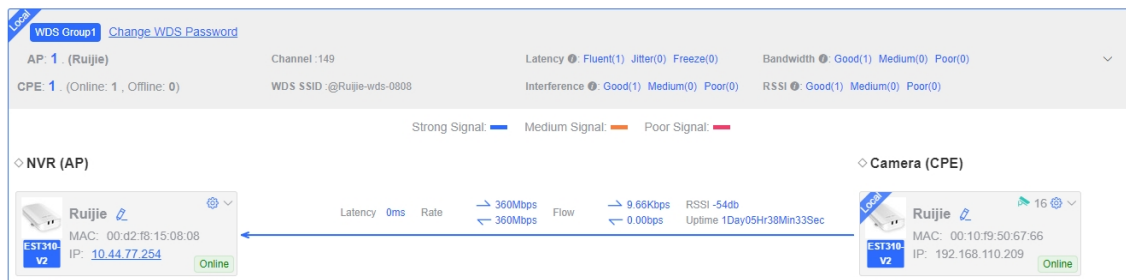 Local
WDS Group1 Change WDS Password
AP: 1 . (Ruijie) Channel :149 Latency : Fluent(1) Jitter(0) Freeze(0) Bandwidth : Good(1) Medium(0) Poor(0)
CPE: 1 . (Online: 1 , Offline: 0) WDS SSID :@Ruijie-wds-0808 Interference : Good(1) Medium(0) Poor(0) RSSI : Good(1) Medium(0) Poor(0)
Strong Signal: Medium Signal: Poor Signal:
NVR (AP) Camera (CPE)
Ruijie
MAC: 00:d2:f8:15:08:08
IP: 10.44.77.254
EST310-V2
Online
Latency 0ms Rate 360Mbps Flow 9.66Kbps RSSI -54db
360Mbps 0.00bps Uptime 1Day05Hr38Min33Sec
Local
Ruijie 16
MAC: 00:10:f9:50:67:66
IP: 192.168.110.209
EST310-V2
Online